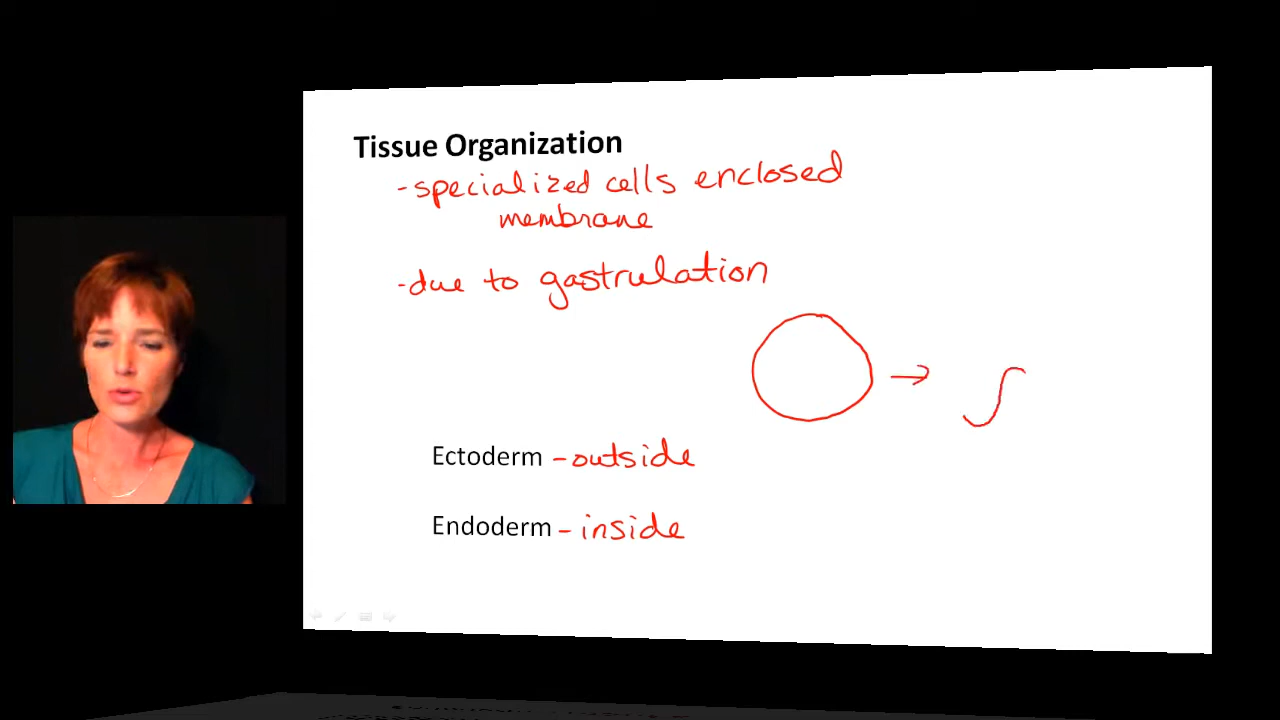 Tissue Organization
-specialized cells enclosed
membrane
-due to gastrulation
Ectoderm -outside
Endoderm -inside